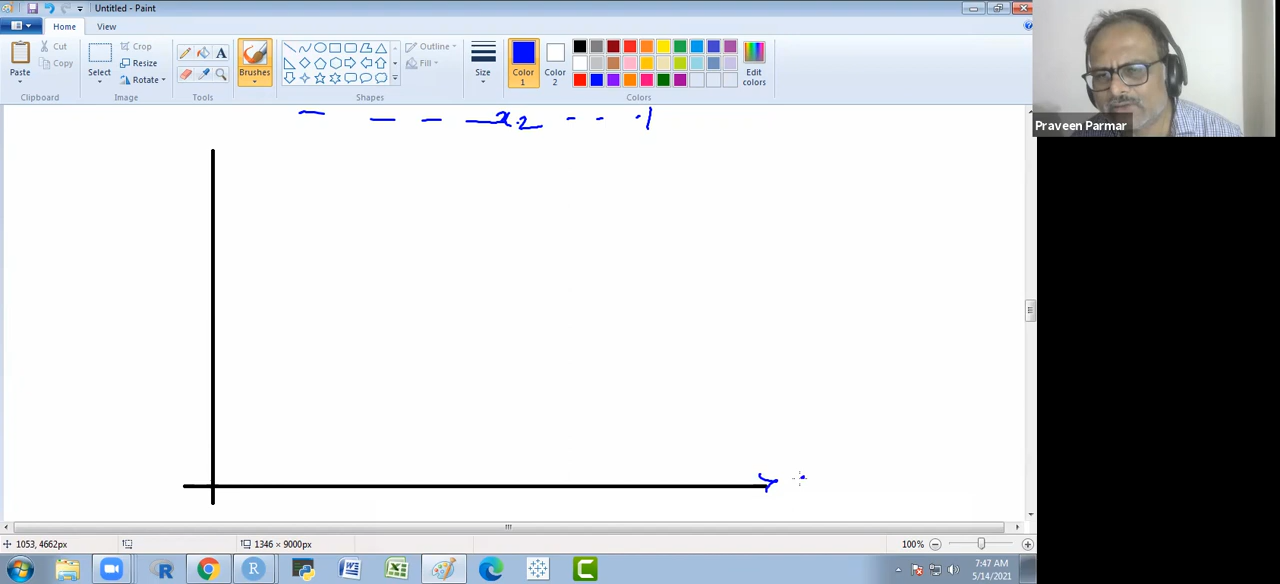 Untitled - Paint
Home View
Paste
Cut
Copy
Clipboard
Select
Crop
Resize
Rotate
Image
A
Tools
Brushes
Outline
Fill
Shapes
Size
Color 1
Color 2
Edit colors
Colors
Praveen Parmar
x2
1053, 4662px
1346 × 9000px
100%
7:47 AM
5/14/2021